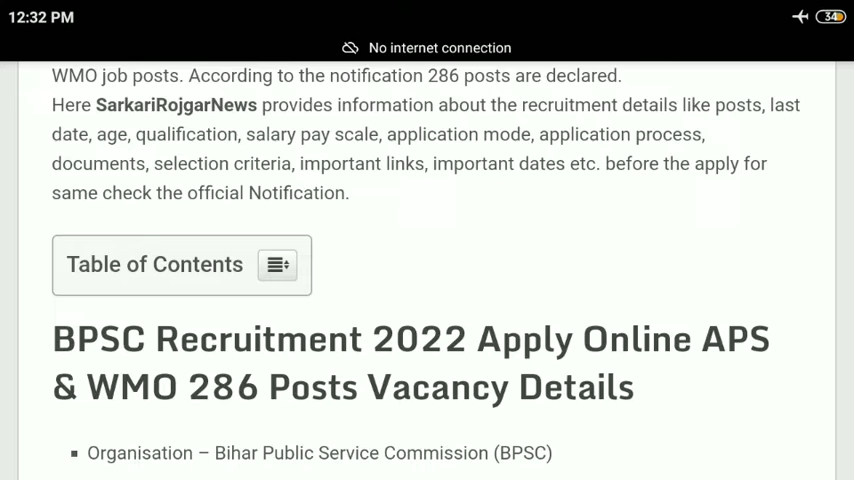 12:32 PM
34
No internet connection
WMO job posts. According to the notification 286 posts are declared.
Here SarkariRojgarNews provides information about the recruitment details like posts, last
date, age, qualification, salary pay scale, application mode, application process,
documents, selection criteria, important links, important dates etc. before the apply for
same check the official Notification.
Table of Contents
BPSC Recruitment 2022 Apply Online APS
& WMO 286 Posts Vacancy Details
▪ Organisation – Bihar Public Service Commission (BPSC)